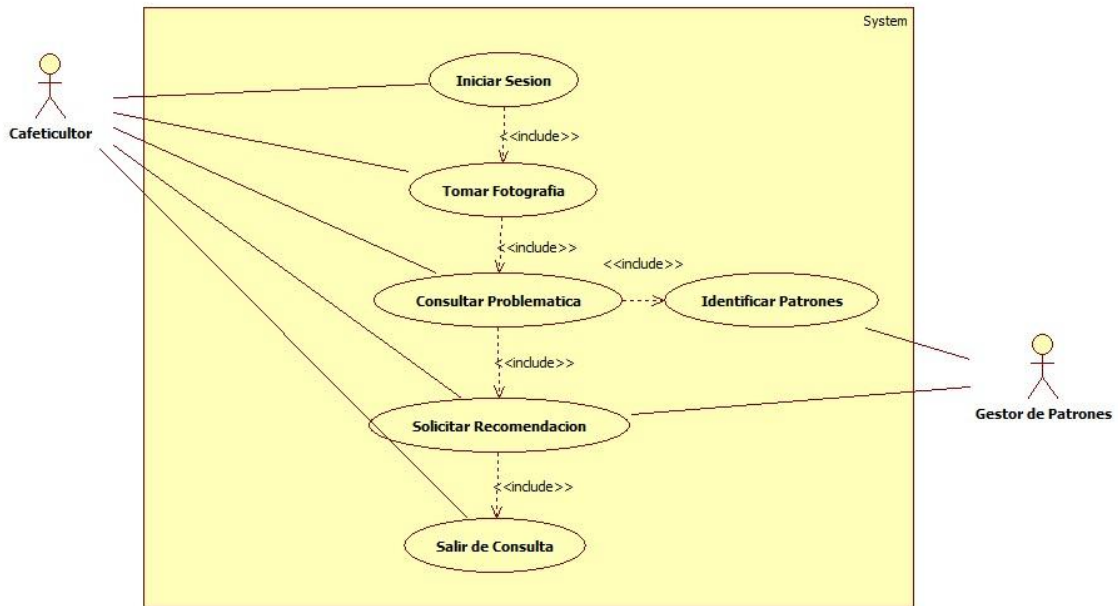 System
Iniciar Sesion
Cafeticultor
<<include>>
Tomar Fotografia
<<include>>
<<include>>
Consultar Problematica
Identificar Patrones
<<include>>
Gestor de Patrones
Solicitar Recomendacion
<<include>>
Salir de Consulta